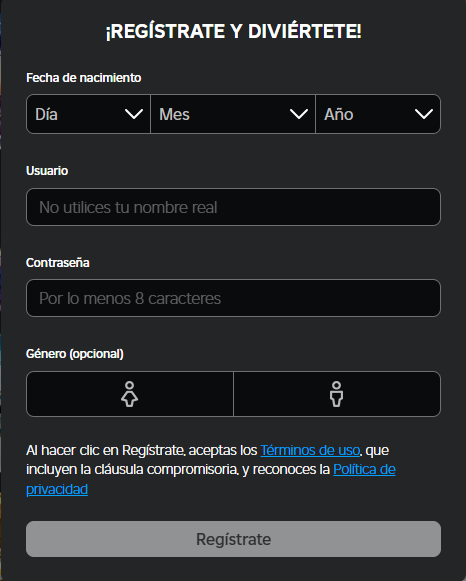 ¡REGÍSTRATE Y DIVIÉRTETE!
Fecha de nacimiento
Día Mes Año
Usuario
No utilices tu nombre real
Contraseña
Por lo menos 8 caracteres
Género (opcional)
Al hacer clic en Regístrate, aceptas los Términos de uso, que
incluyen la cláusula compromisoria, y reconoces la Política de
privacidad
Regístrate